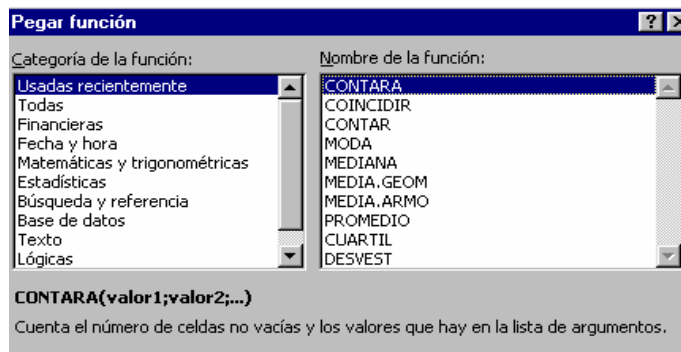 Pegar función
Categoría de la función:
Nombre de la función:
Usadas recientemente
Todas
Financieras
Fecha y hora
Matemáticas y trigonométricas
Estadísticas
Búsqueda y referencia
Base de datos
Texto
Lógicas
CONTARA
COINCIDIR
CONTAR
MODA
MEDIANA
MEDIA.GEOM
MEDIA.ARMO
PROMEDIO
CUARTIL
DESVEST
CONTARA(valor1;valor2;...)
Cuenta el número de celdas no vacías y los valores que hay en la lista de argumentos.